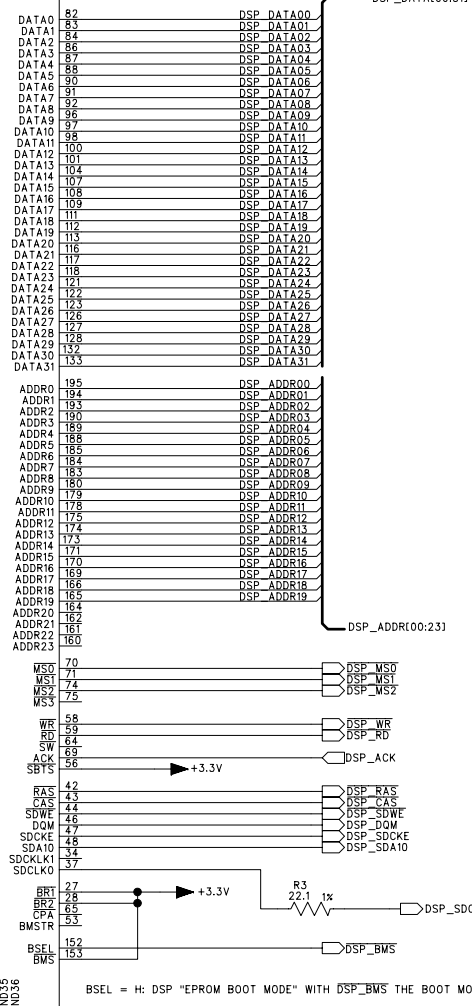 DATA0 82 DSP_DATA00
DATA1 83 DSP_DATA01
DATA2 84 DSP_DATA02
DATA3 86 DSP_DATA03
DATA4 87 DSP_DATA04
DATA5 88 DSP_DATA05
DATA6 90 DSP_DATA06
DATA7 91 DSP_DATA07
DATA8 92 DSP_DATA08
DATA9 96 DSP_DATA09
DATA10 97 DSP_DATA10
DATA11 98 DSP_DATA11
DATA12 100 DSP_DATA12
DATA13 101 DSP_DATA13
DATA14 104 DSP_DATA14
DATA15 107 DSP_DATA15
DATA16 108 DSP_DATA16
DATA17 109 DSP_DATA17
DATA18 111 DSP_DATA18
DATA19 112 DSP_DATA19
DATA20 113 DSP_DATA20
DATA21 116 DSP_DATA21
DATA22 117 DSP_DATA22
DATA23 118 DSP_DATA23
DATA24 121 DSP_DATA24
DATA25 122 DSP_DATA25
DATA26 123 DSP_DATA26
DATA27 126 DSP_DATA27
DATA28 127 DSP_DATA28
DATA29 128 DSP_DATA29
DATA30 132 DSP_DATA30
DATA31 133 DSP_DATA31
ADDR0 195 DSP_ADDR00
ADDR1 194 DSP_ADDR01
ADDR2 193 DSP_ADDR02
ADDR3 190 DSP_ADDR03
ADDR4 189 DSP_ADDR04
ADDR5 188 DSP_ADDR05
ADDR6 185 DSP_ADDR06
ADDR7 184 DSP_ADDR07
ADDR8 183 DSP_ADDR08
ADDR9 180 DSP_ADDR09
ADDR10 179 DSP_ADDR10
ADDR11 178 DSP_ADDR11
ADDR12 175 DSP_ADDR12
ADDR13 174 DSP_ADDR13
ADDR14 173 DSP_ADDR14
ADDR15 171 DSP_ADDR15
ADDR16 170 DSP_ADDR16
ADDR17 169 DSP_ADDR17
ADDR18 166 DSP_ADDR18
ADDR19 165 DSP_ADDR19
ADDR20 164
ADDR21 162
ADDR22 161 DSP_ADDR[00:23]
ADDR23 160
MS0 70 DSP_MS0
MS1 71 DSP_MS1
MS2 74 DSP_MS2
MS3 75
WR 58 DSP_WR
RD 59 DSP_RD
SW 64
ACK 69 DSP_ACK
SBTS 56 +3.3V
RAS 42 DSP_RAS
CAS 43 DSP_CAS
SDWE 44 DSP_SDWE
DQM 46 DSP_DQM
SDCKE 47 DSP_SDCKE
SDA10 48 DSP_SDA10
SDCKLK1 34
SDCLK0 37
R3
22.1 1%
DSP_SDC
BR1 27 +3.3V
BR2 28
CPA 65
BMSTR 53
BSEL 152 DSP_BMS
BMS 153
ND35
ND36
BSEL = H: DSP "EPROM BOOT MODE" WITH DSP_BMS THE BOOT MO